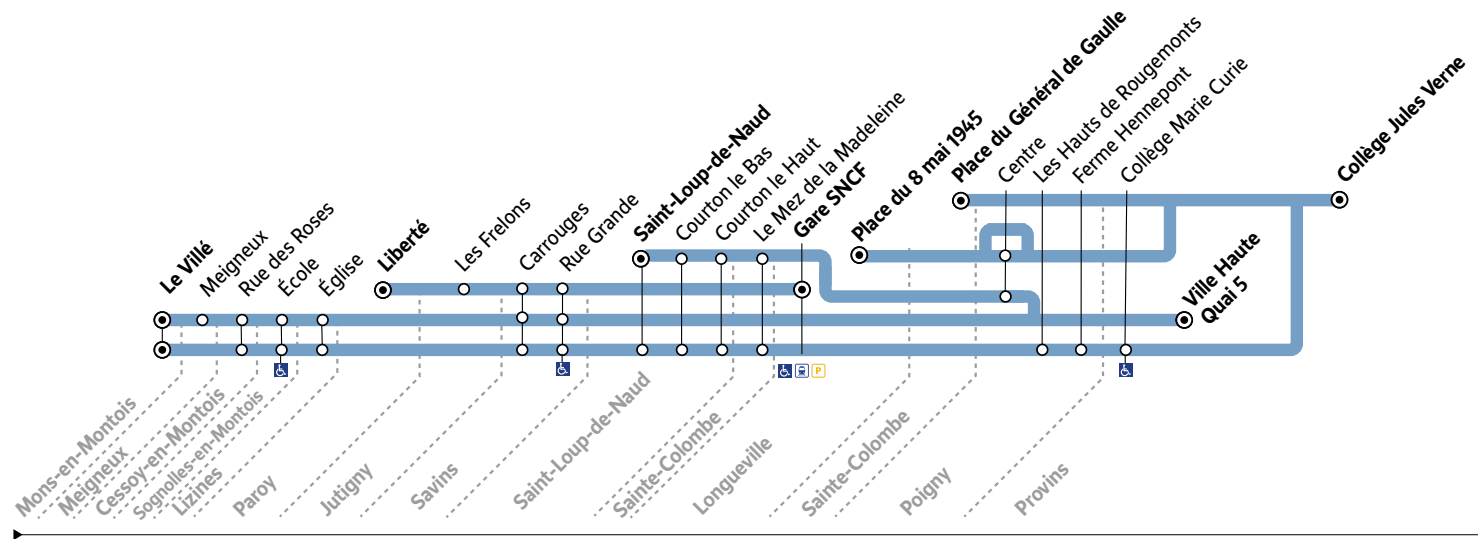 Le Villé
Meigneux
Rue des Roses
École
Église
Liberté
Les Frelons
Carrouges
Rue Grande
Saint-Loup-de-Naud
Courton le Bas
Courton le Haut
Le Mez de la Madeleine
Gare SNCF
Place du 8 mai 1945
Place du Général de Gaulle
Centre
Les Hauts de Rougemonts
Ferme Hennepont
Collège Marie Curie
Ville Haute
Quai 5
Collège Jules Verne
P
Mons-en-Montois
Meigneux
Cessoy-en-Montois
Sognolles-en-Montois
Lizines
Paroy
Jutigny
Savins
Saint-Loup-de-Naud
Sainte-Colombe
Longueville
Sainte-Colombe
Poigny
Provins